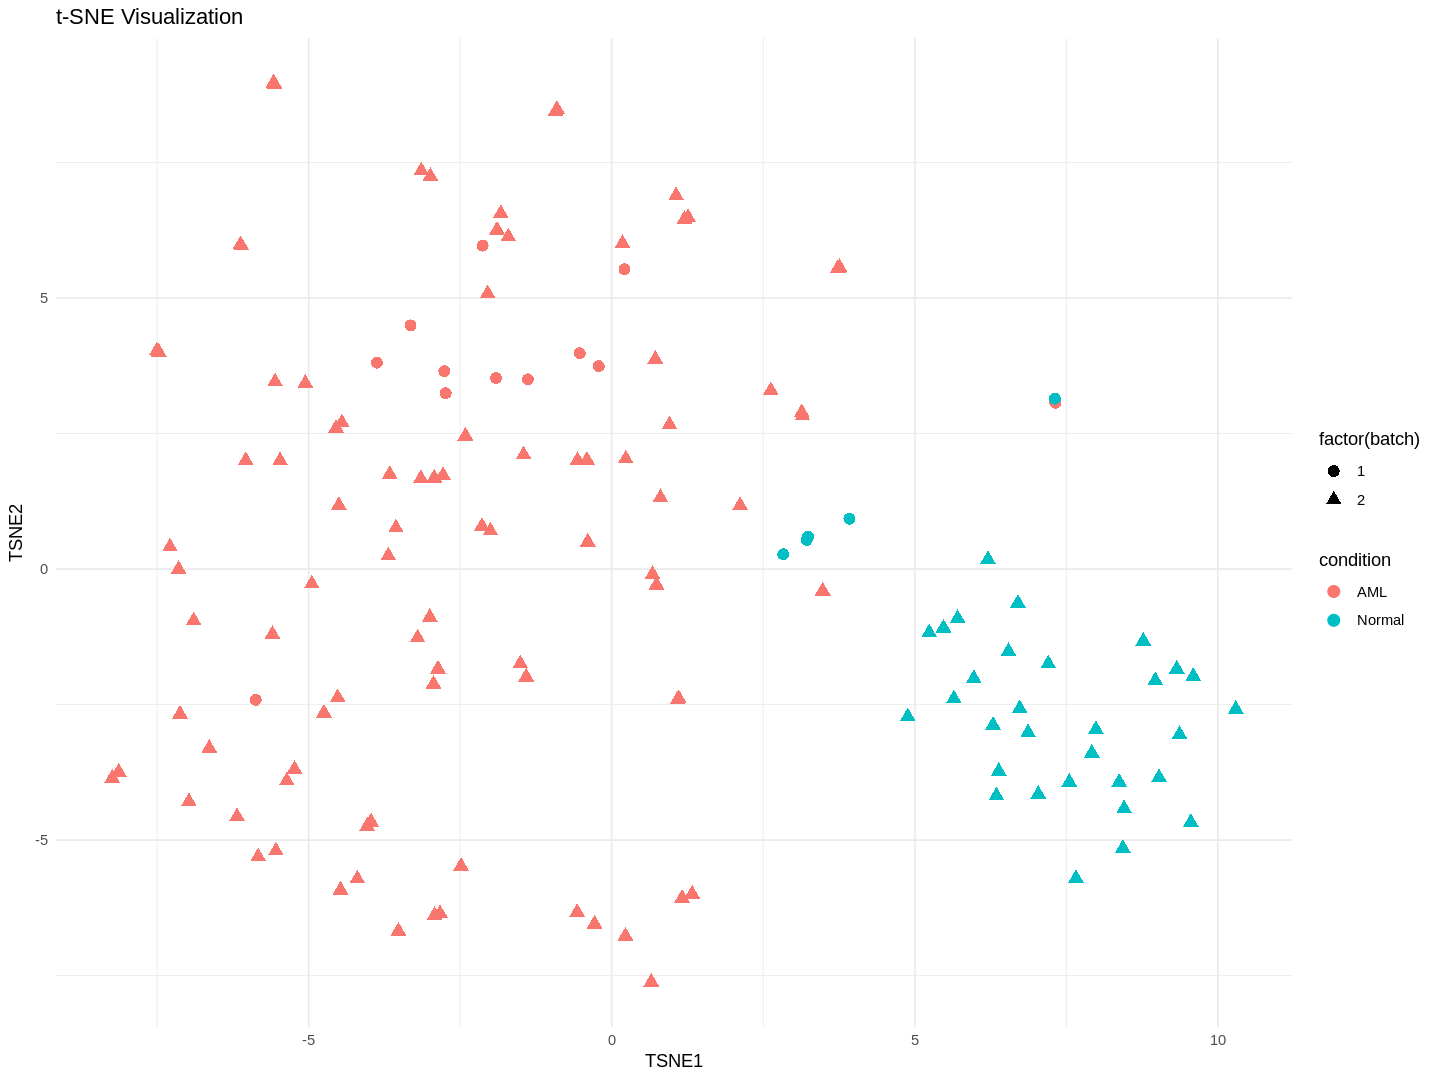 t-SNE Visualization
TSNE2
5
0
-5
-5
0
5
10
TSNE1
factor(batch)
1
2
condition
AML
Normal